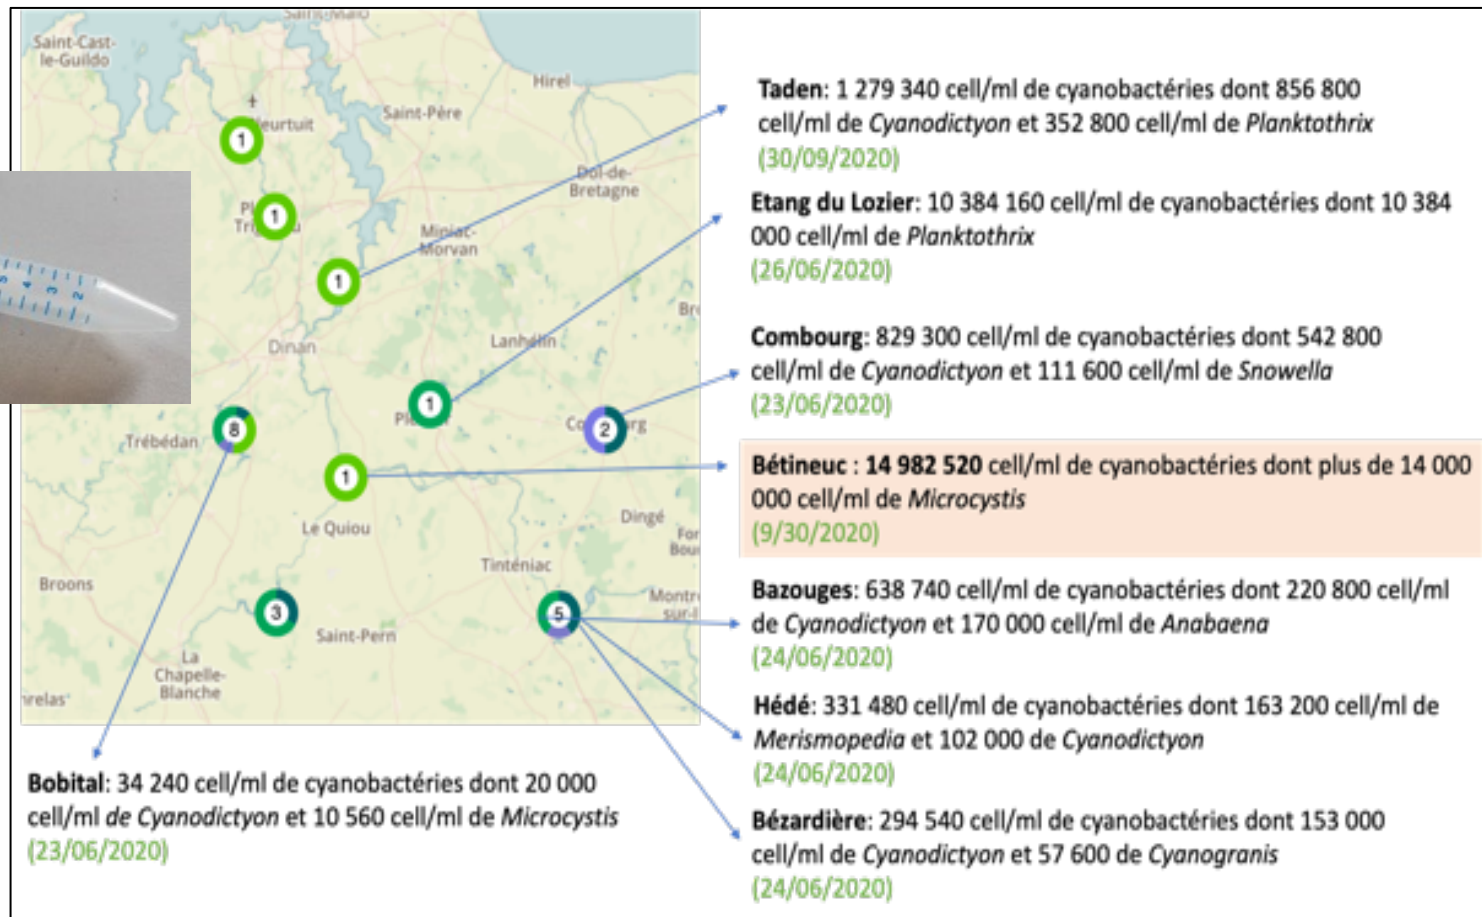 Saint-Malo
Saint-Cast-
le-Guildo
Hirel
Saint-Père
eurtuit
1
Dol-de-
Bretagne
1
Miniac-
Morvan
1
Lanhélin
Dinan
1
8
Trébédan
2
1
Le Quiou
Dingé
Tinténiac
Broons
3
5
Saint-Pern
La
Chapelle-
Blanche
5
4
3
2
Taden: 1 279 340 cell/ml de cyanobactéries dont 856 800
cell/ml de Cyanodictyon et 352 800 cell/ml de Planktothrix
(30/09/2020)
Etang du Lozier: 10 384 160 cell/ml de cyanobactéries dont 10 384
000 cell/ml de Planktothrix
(26/06/2020)
Combourg: 829 300 cell/ml de cyanobactéries dont 542 800
cell/ml de Cyanodictyon et 111 600 cell/ml de Snowella
(23/06/2020)
Bétineuc : 14 982 520 cell/ml de cyanobactéries dont plus de 14 000
000 cell/ml de Microcystis
(9/30/2020)
Bazouges: 638 740 cell/ml de cyanobactéries dont 220 800 cell/ml
de Cyanodictyon et 170 000 cell/ml de Anabaena
(24/06/2020)
Hédé: 331 480 cell/ml de cyanobactéries dont 163 200 cell/ml de
Merismopedia et 102 000 de Cyanodictyon
(24/06/2020)
Bézardière: 294 540 cell/ml de cyanobactéries dont 153 000
cell/ml de Cyanodictyon et 57 600 de Cyanogranis
(24/06/2020)
Bobital: 34 240 cell/ml de cyanobactéries dont 20 000
cell/ml de Cyanodictyon et 10 560 cell/ml de Microcystis
(23/06/2020)